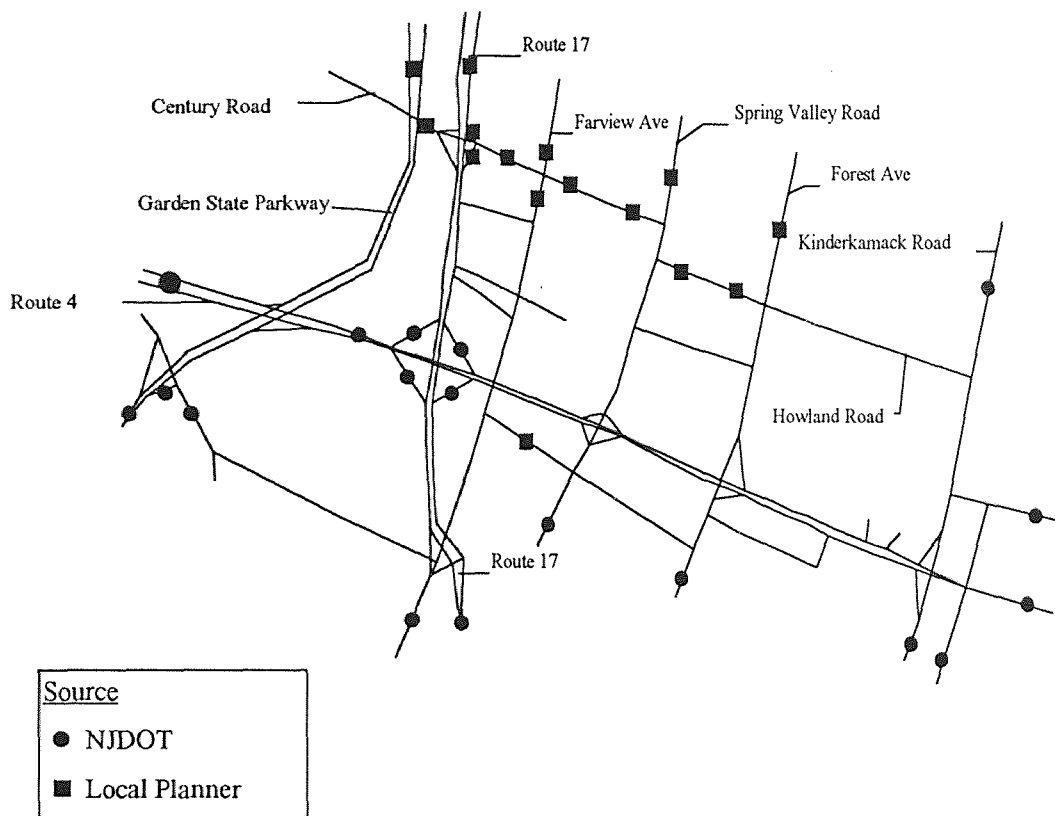 Route 17
Century Road
Farview Ave
Spring Valley Road
Forest Ave
Garden State Parkway
Kinderkamack Road
Route 4
Howland Road
Route 17
Source
NJDOT
Local Planner